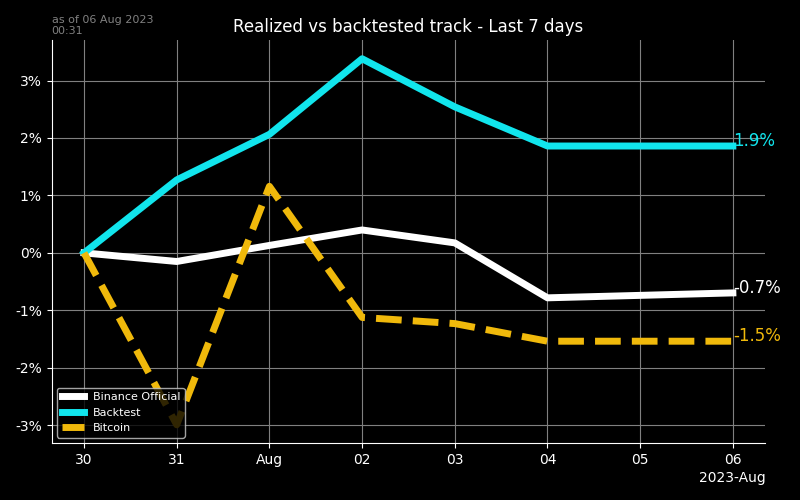 as of 06 Aug 2023
00:31
Realized vs backtested track - Last 7 days
3%
2%
1%
0%
-1%
-2%
-3%
1.9%
-0.7%
-1.5%
Binance Official
Backtest
Bitcoin
30 31 Aug 02 03 04 05 06
2023-Aug